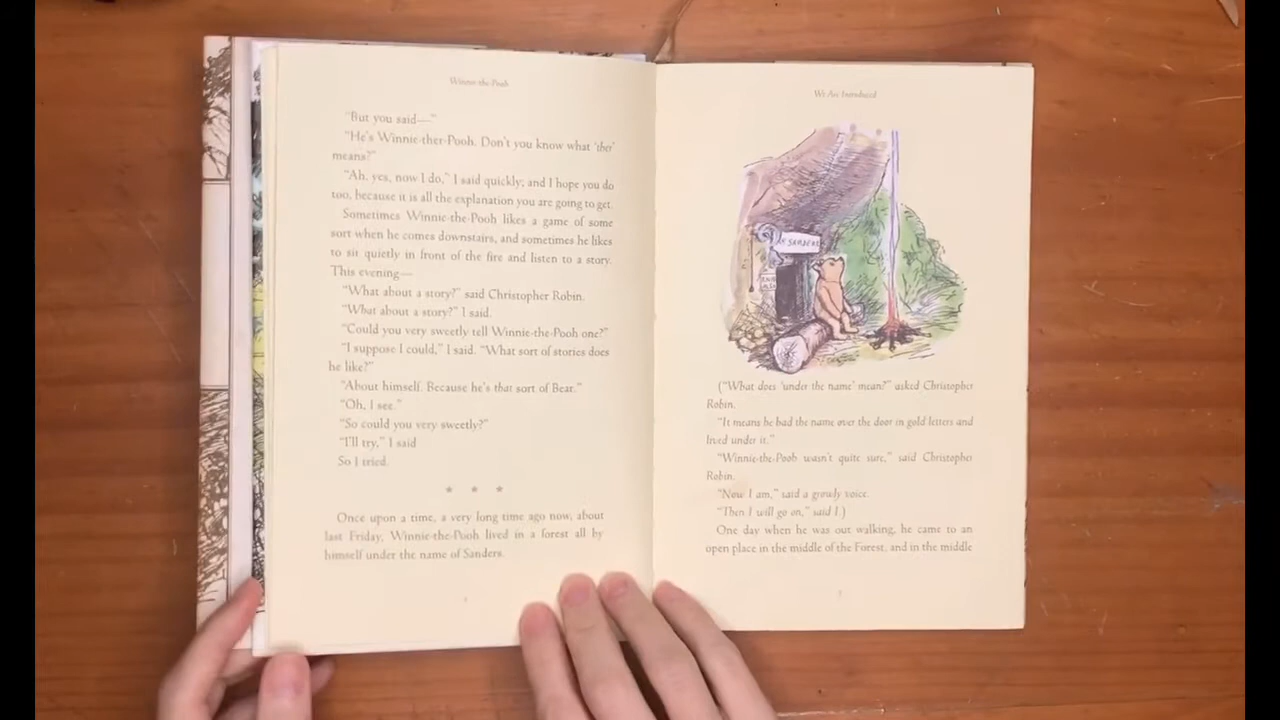 Winnie-the-Pooh
"But you said—"
"He's Winnie-ther-Pooh. Don't you know what 'ther'
means?"
"Ah, yes, now I do," I said quickly; and I hope you do
too, because it is all the explanation you are going to get.
Sometimes Winnie-the-Pooh likes a game of some
sort when he comes downstairs, and sometimes he likes
to sit quietly in front of the fire and listen to a story.
This evening—
"What about a story?" said Christopher Robin.
"What about a story?" I said.
"Could you very sweetly tell Winnie-the-Pooh one?"
"I suppose I could," I said. "What sort of stories does
he like?"
"About himself. Because he's that sort of Bear."
"Oh, I see."
"So could you very sweetly?"
"I'll try," I said
So I tried.
* * *
Once upon a time, a very long time ago now, about
last Friday, Winnie-the-Pooh lived in a forest all by
himself under the name of Sanders.
We Are Introduced
SANDERS
("What does 'under the name' mean?" asked Christopher
Robin.
"It means he had the name over the door in gold letters and
lived under it."
"Winnie-the-Pooh wasn't quite sure," said Christopher
Robin.
"Now I am," said a growly voice.
"Then I will go on," said I.)
One day when he was out walking, he came to an
open place in the middle of the Forest, and in the middle